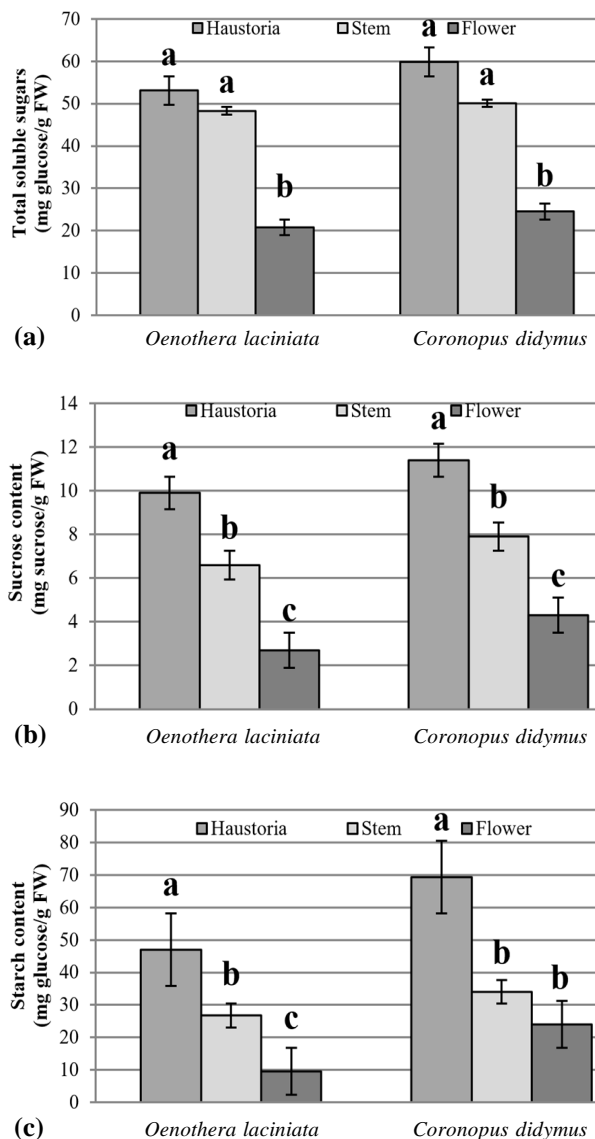 Total soluble sugars
(mg glucose/g FW)
70
60
50
40
30
20
10
0
Haustoria Stem Flower
a a b a a b
(a) Oenothera laciniata Coronopus didymus
Sucrose content
(mg sucrose/g FW)
14
12
10
8
6
4
2
0
Haustoria Stem Flower
a b c a b c
(b) Oenothera laciniata Coronopus didymus
Starch content
(mg glucose/g FW)
90
80
70
60
50
40
30
20
10
0
Haustoria Stem Flower
a b c a b b
(c) Oenothera laciniata Coronopus didymus